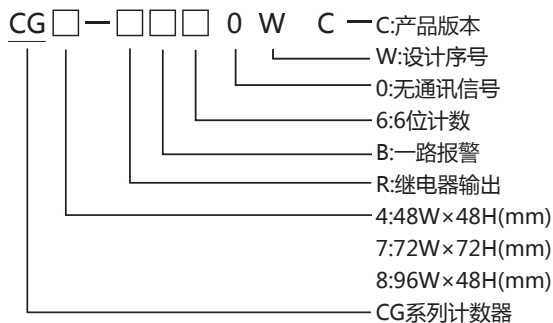 CG□-□□□0W C
C:产品版本
W:设计序号
0:无通讯信号
6:6位计数
B:一路报警
R:继电器输出
4:48W×48H(mm)
7:72W×72H(mm)
8:96W×48H(mm)
CG系列计数器